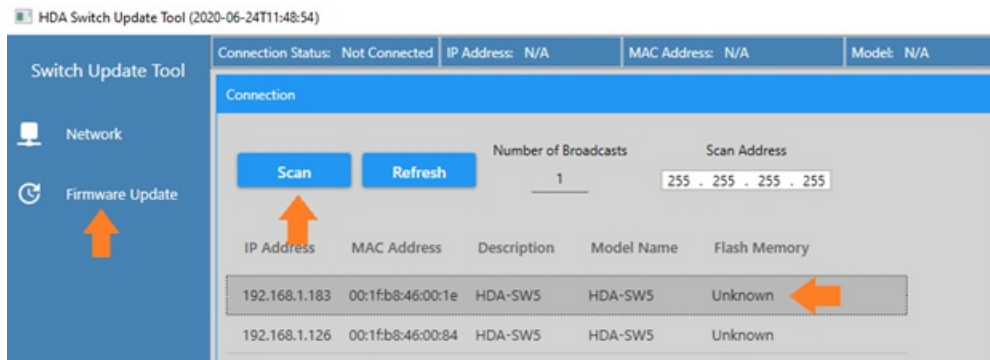 HDA Switch Update Tool (2020-06-24T11:48:54)
Switch Update Tool
Network
Firmware Update
Connection Status: Not Connected IP Address: N/A MAC Address: N/A Model: N/A
Connection
Scan Refresh
Number of Broadcasts
1
Scan Address
255 . 255 . 255 . 255
IP Address MAC Address Description Model Name Flash Memory
192.168.1.183 00:1f:b8:46:00:1e HDA-SW5 HDA-SW5 Unknown
192.168.1.126 00:1f:b8:46:00:84 HDA-SW5 HDA-SW5 Unknown